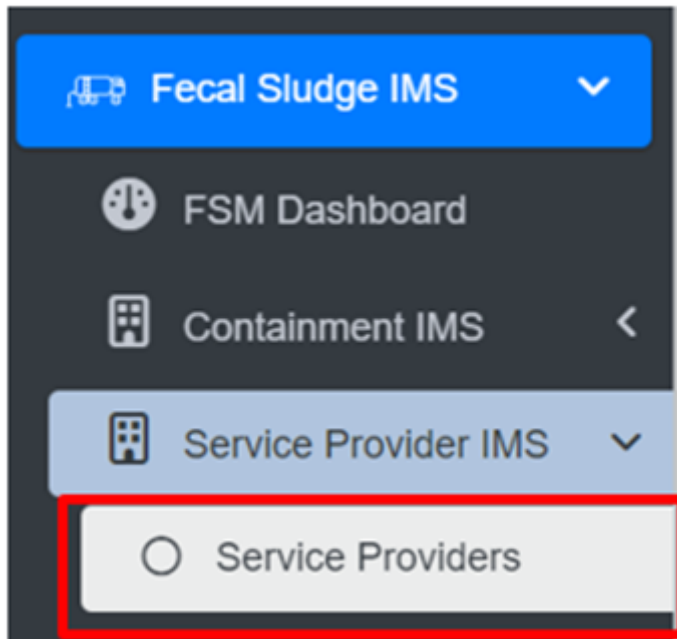 Fecal Sludge IMS
FSM Dashboard
Containment IMS
Service Provider IMS
Service Providers